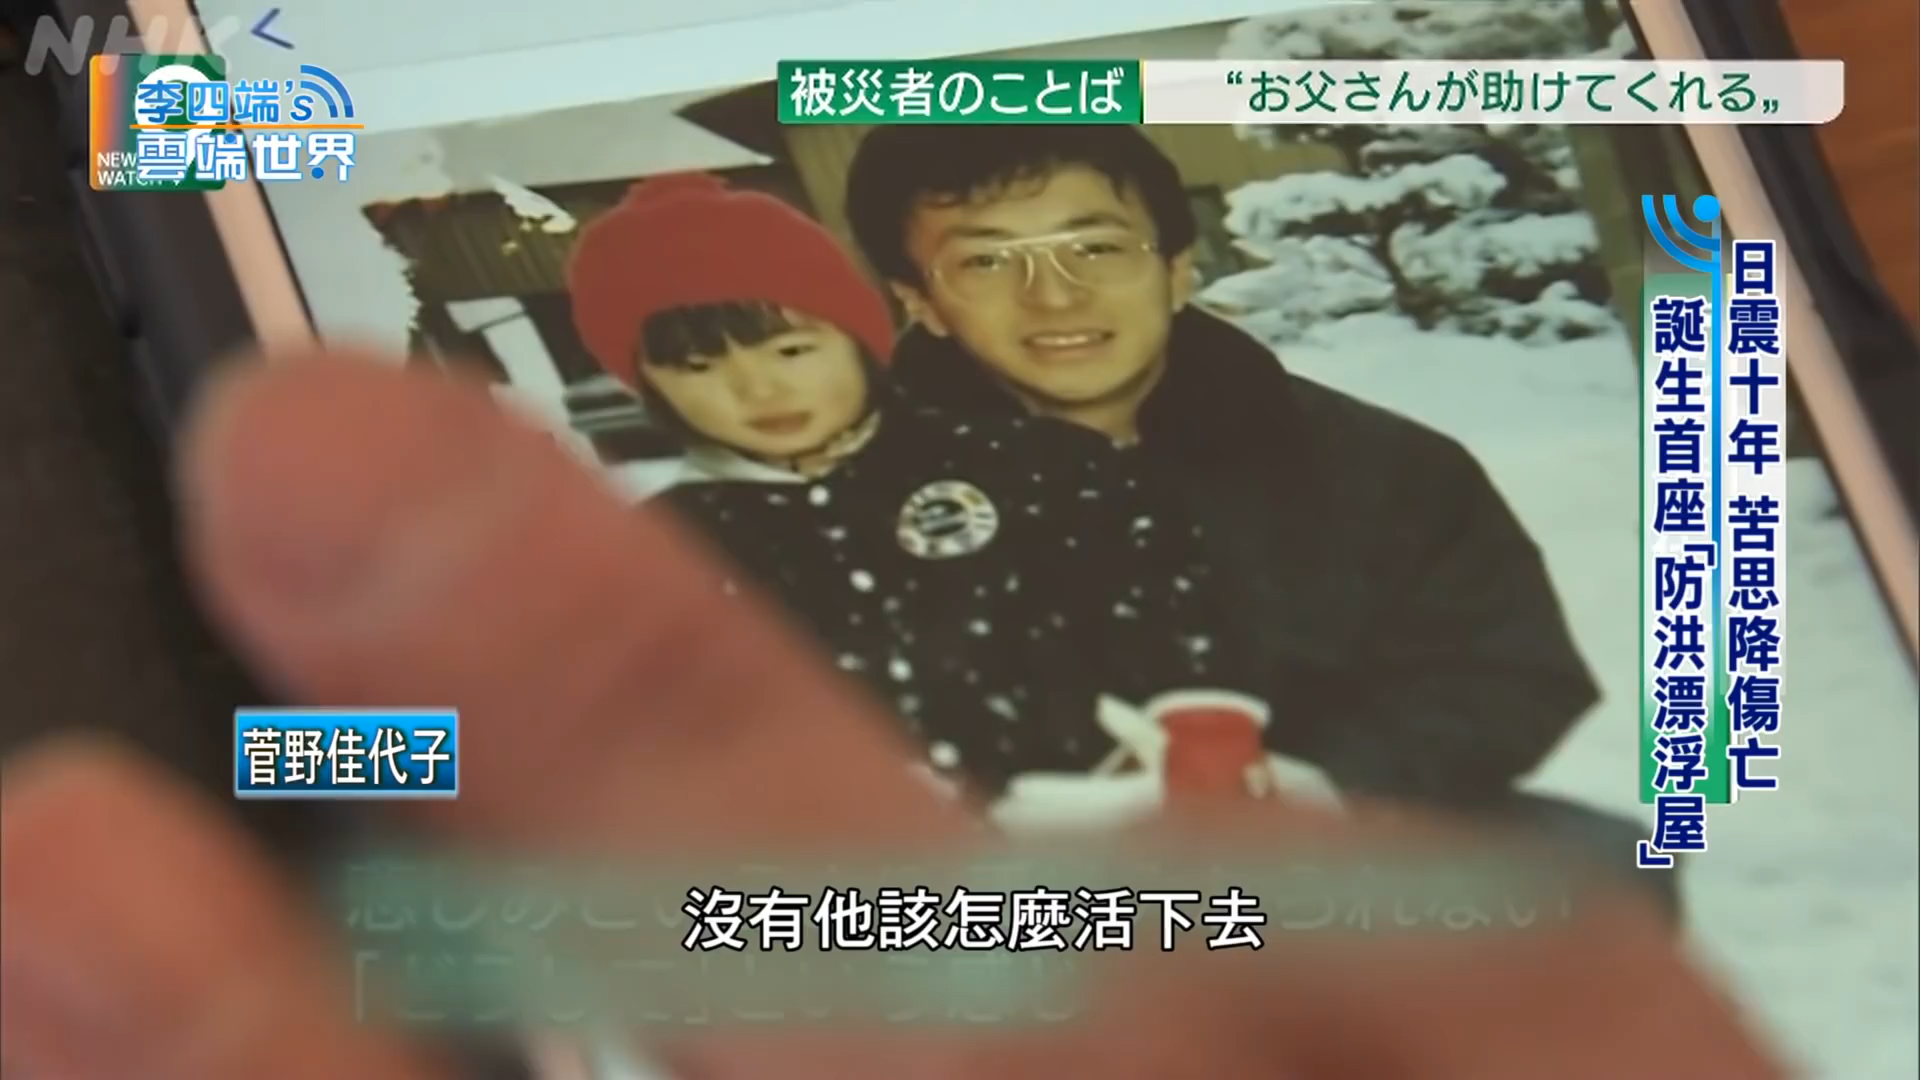 NHK
く
NEW
WATCH 9
李四端's
雲端世界
被災者のことば
“お父さんが助けてくれる„
日震十年 苦思降傷亡
誕生首座「防洪漂浮屋」
菅野佳代子
沒有他該怎麼活下去